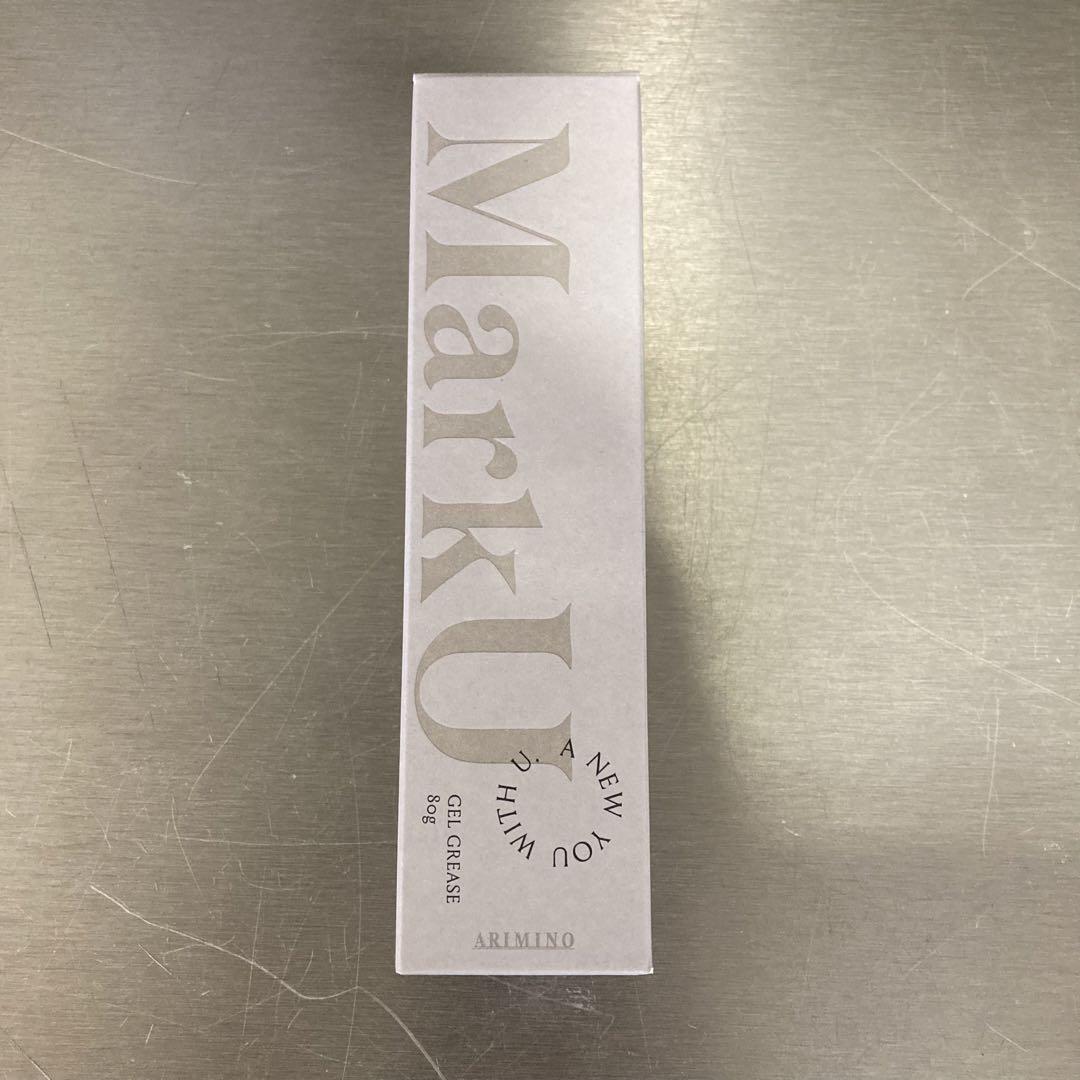 MarkU
A NEW YOU WITH U.
GEL GREASE
80g
ARIMINO